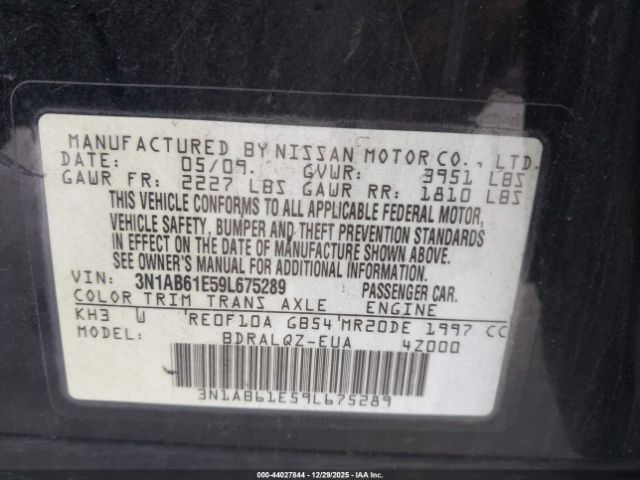 MANUFACTURED BY NISSAN MOTOR CO., LTD.
DATE: 05/09. GVWR: 3951 LBS
GAWR FR: 2227 LBS GAWR RR: 1810 LBS
THIS VEHICLE CONFORMS TO ALL APPLICABLE FEDERAL MOTOR
VEHICLE SAFETY, BUMPER AND THEFT PREVENTION STANDARDS
IN EFFECT ON THE DATE OF MANUFACTURE SHOWN ABOVE.
SEE OWNER'S MANUAL FOR ADDITIONAL INFORMATION.
VIN: 3N1AB61E59L675289 PASSENGER CAR.
COLOR TRIM TRANS AXLE ENGINE
KH3 W 'RE0F10A GB54'MR20DE 1997 CC
MODEL: BDRALQZ-EUA 4Z000
3N1AB61E59L675289
000-44027844 | 12/29/2025 | IAA Inc.